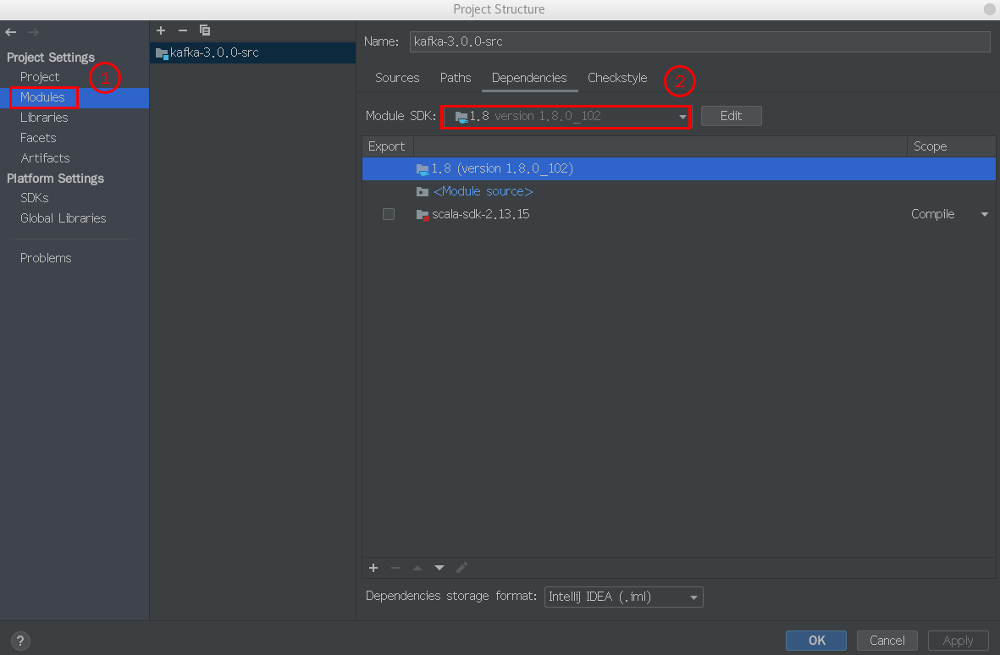 Project Structure
Project Settings
Project
1
Modules
Libraries
Facets
Artifacts
Platform Settings
SDKs
Global Libraries
Problems
kafka-3.0.0-src
Name: kafka-3.0.0-src
Sources Paths Dependencies Checkstyle
2
Module SDK: 1.8 version 1.8.0_102 Edit
Export Scope
1.8 (version 1.8.0_102)
<Module source>
scala-sdk-2.13.15 Compile
Dependencies storage format: IntelliJ IDEA (.iml)
? OK Cancel Apply